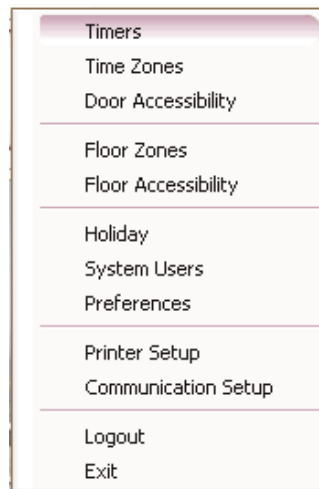 Timers
Time Zones
Door Accessibility
Floor Zones
Floor Accessibility
Holiday
System Users
Preferences
Printer Setup
Communication Setup
Logout
Exit